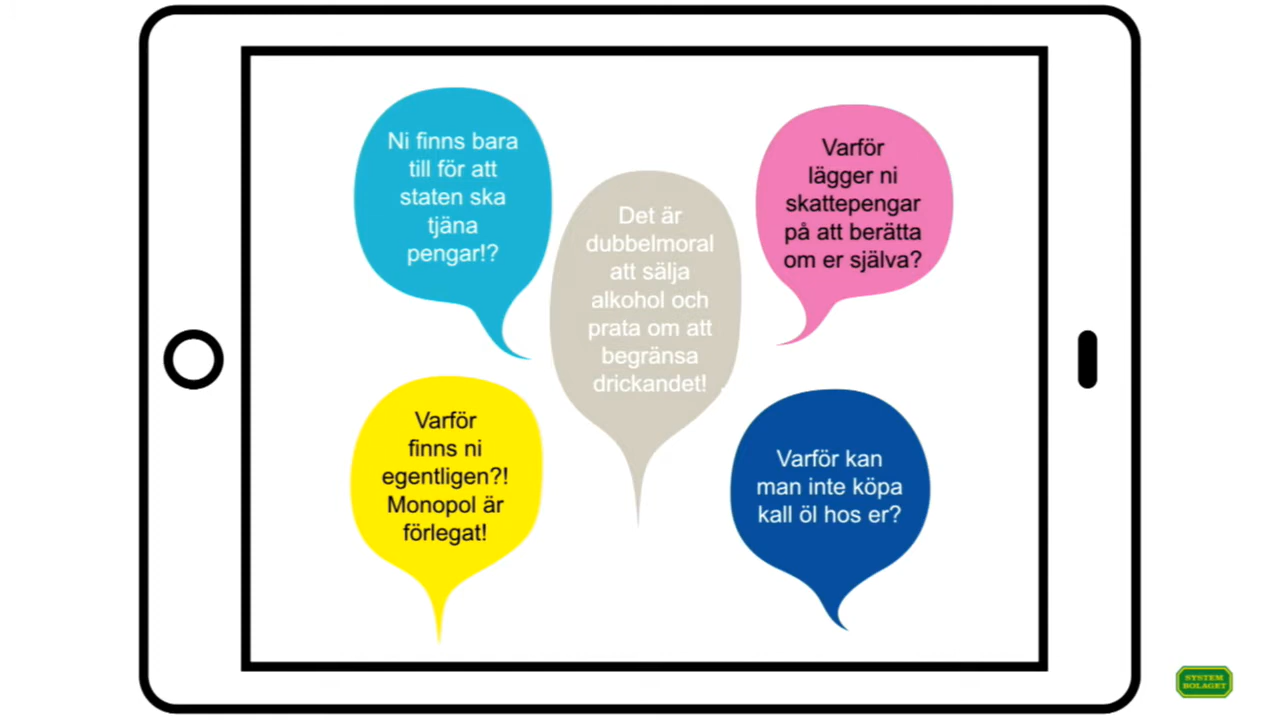 Ni finns bara
till för att
staten ska
tjäna
pengar!?
Det är
dubbelmoral
att sälja
alkohol och
prata om att
begränsa
drickandet!
Varför
lägger ni
skattepengar
på att berätta
om er själva?
Varför
finns ni
egentligen?!
Monopol är
förlegat!
Varför kan
man inte köpa
kall öl hos er?
SYSTEM
BOLAGET